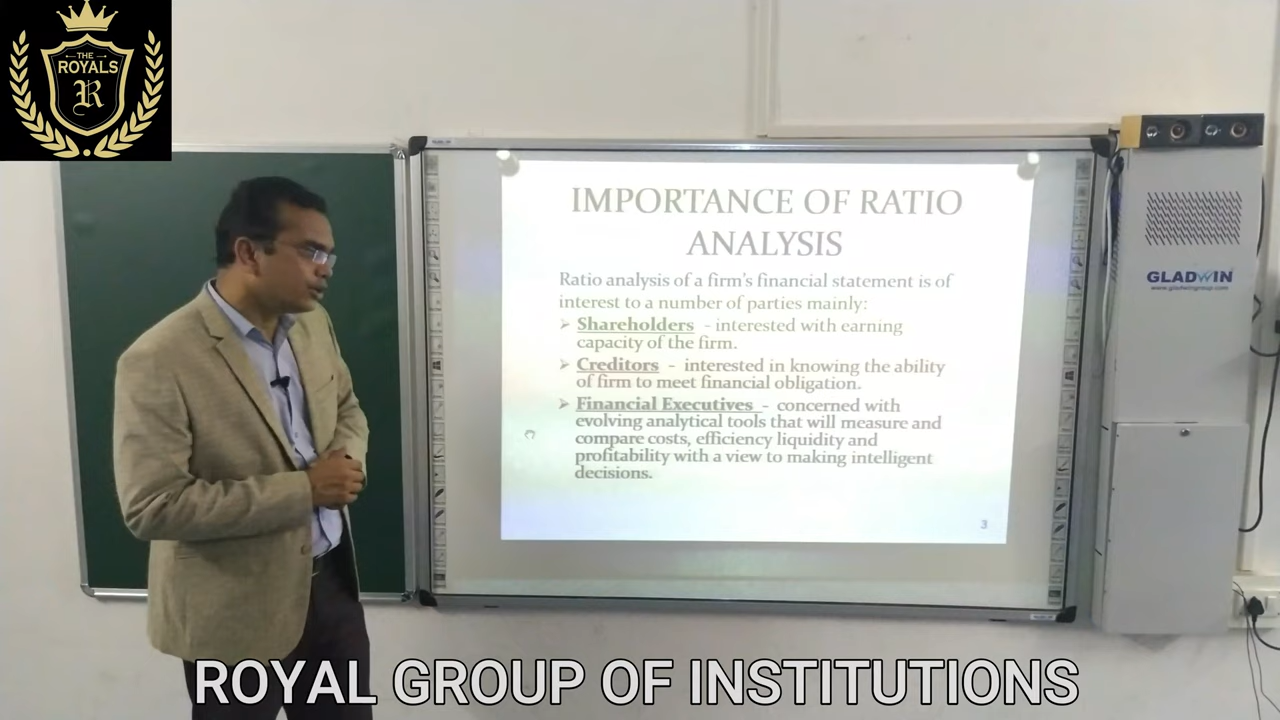 THE
ROYALS
R
IMPORTANCE OF RATIO
ANALYSIS
Ratio analysis of a firm's financial statement is of
interest to a number of parties mainly:
➢ Shareholders - interested with earning
capacity of the firm.
➢ Creditors - interested in knowing the ability
of firm to meet financial obligation.
➢ Financial Executives - concerned with
evolving analytical tools that will measure and
compare costs, efficiency liquidity and
profitability with a view to making intelligent
decisions.
3
GLADWIN
www.gladwingroup.com
ROYAL GROUP OF INSTITUTIONS